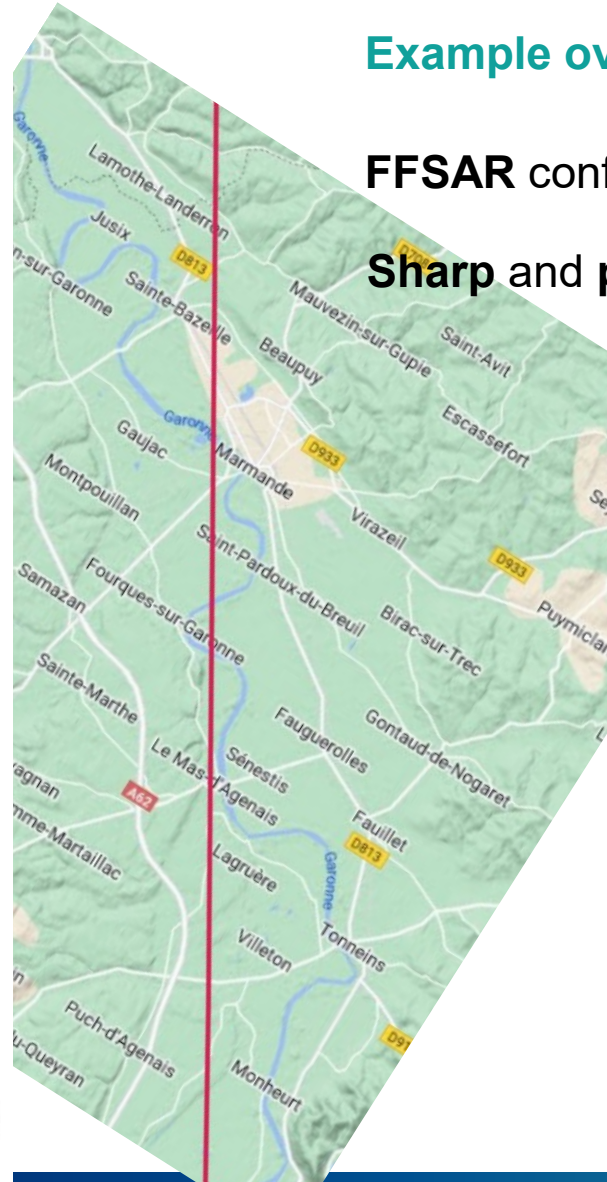 Example ov
FFSAR conf
Sharp and p
Garonne
Lamothe-Landerron
Jusix
D813
D708
n-sur-Garonne
Sainte-Bazeille
Mauvezin-sur-Gupie
Saint-Avit
Beaupuy
Escassefort
Garonne
Gaujac
Marmande
D933
Montpouillan
Virazeil
Saint-Pardoux-du-Breuil
D933
Samazan
Fourques-sur-Garonne
Birac-sur-Trec
Puymiclan
Sainte-Marthe
Fauguerolles
Gontaud-de-Nogaret
Sénestis
Le Mas-d'Agenais
A62
agnan
mme-Martaillac
Fauillet
D813
Lagruère
Garonne
Villeton
Tonneins
Puch-d'Agenais
D91
u-Queyran
Monheurt